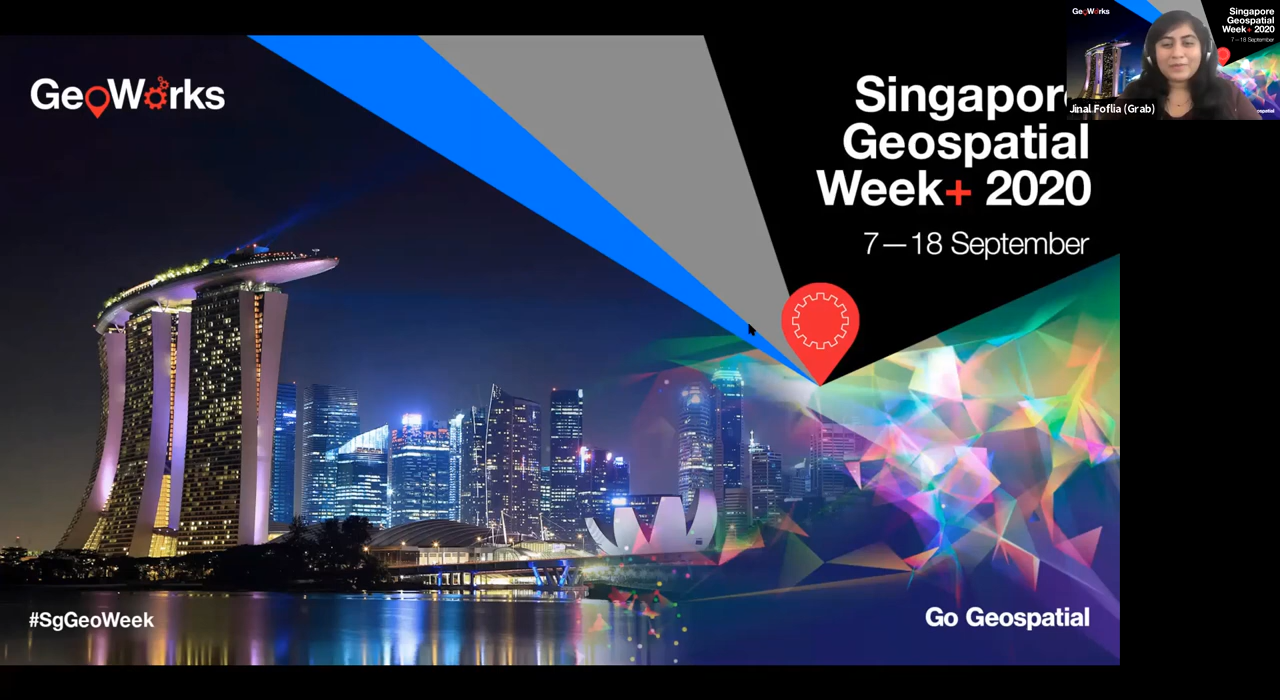 GeoWorks
Singapore
Geospatial
Week+ 2020
7—18 September
#SgGeoWeek
Go Geospatial
GeoWorks
Singapore
Geospatial
Week+ 2020
7—18 September
Jinal Foflia (Grab)